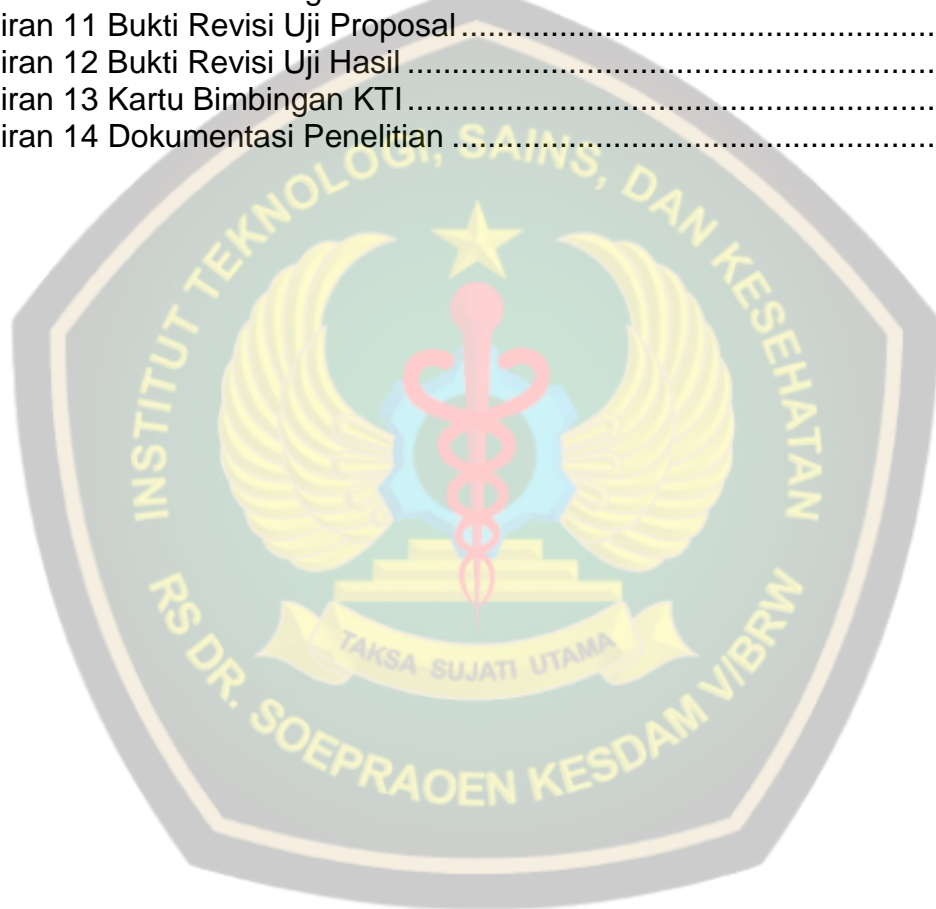 iran 11 Bukti Revisi Uji Proposal ........................................................
iran 12 Bukti Revisi Uji Hasil ..............................................................
iran 13 Kartu Bimbingan KTI ..............................................................
iran 14 Dokumentasi Penelitian .........................................................
INSTITUT TEKNOLOGI, SAINS, DAN KESEHATAN
TAKSA SUJATI UTAMA
RS DR. SOEPRAOEN KESDAM V/BRW